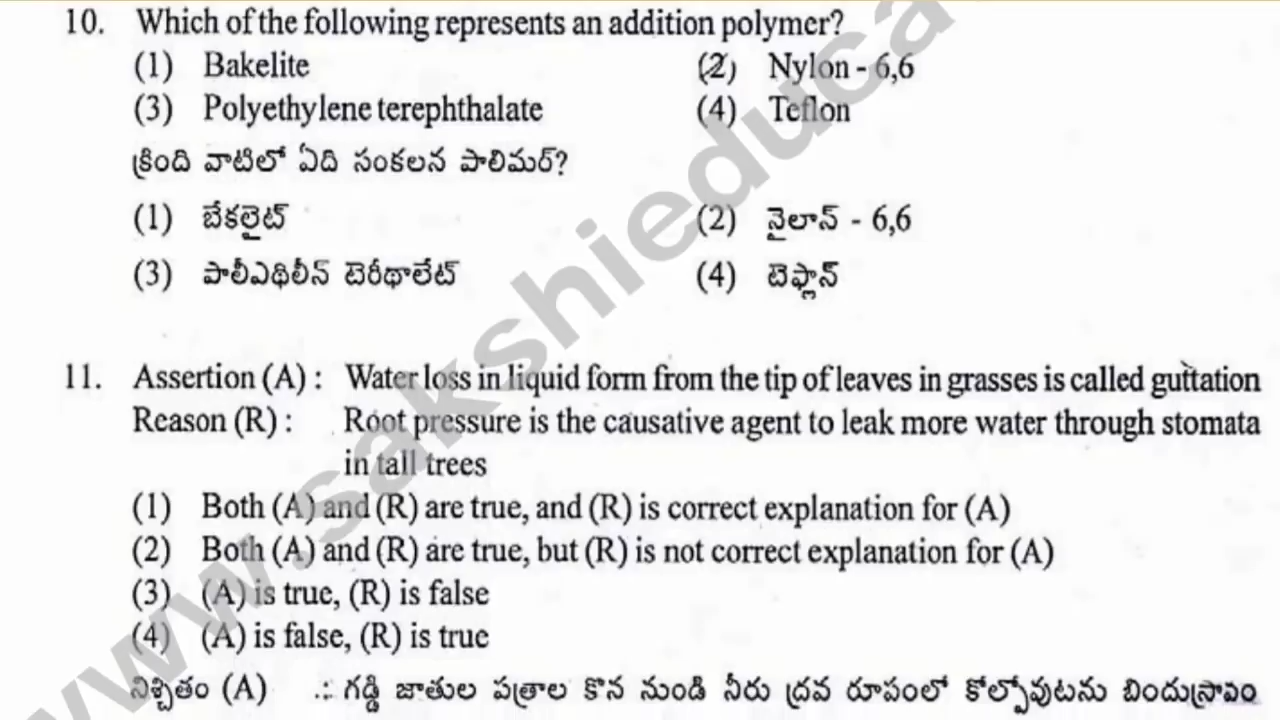 10. Which of the following represents an addition polymer?
(1) Bakelite (2) Nylon - 6,6
(3) Polyethylene terephthalate (4) Teflon
క్రింది వాటిలో ఏది సంకలన పాలిమర్?
(1) బేకలైట్ (2) నైలాన్ - 6,6
(3) పాలీఎథిలీన్ టెరీథాలేట్ (4) టెఫ్లాన్
11. Assertion (A) : Water loss in liquid form from the tip of leaves in grasses is called guttation
Reason (R) : Root pressure is the causative agent to leak more water through stomata
in tall trees
(1) Both (A) and (R) are true, and (R) is correct explanation for (A)
(2) Both (A) and (R) are true, but (R) is not correct explanation for (A)
(3) (A) is true, (R) is false
(4) (A) is false, (R) is true
నిశ్చితం (A) : గడ్డి జాతుల పత్రాల కొన నుండి నీరు ద్రవ రూపంలో కోల్పోవుటను బిందుస్రావం
www.sakshieduca